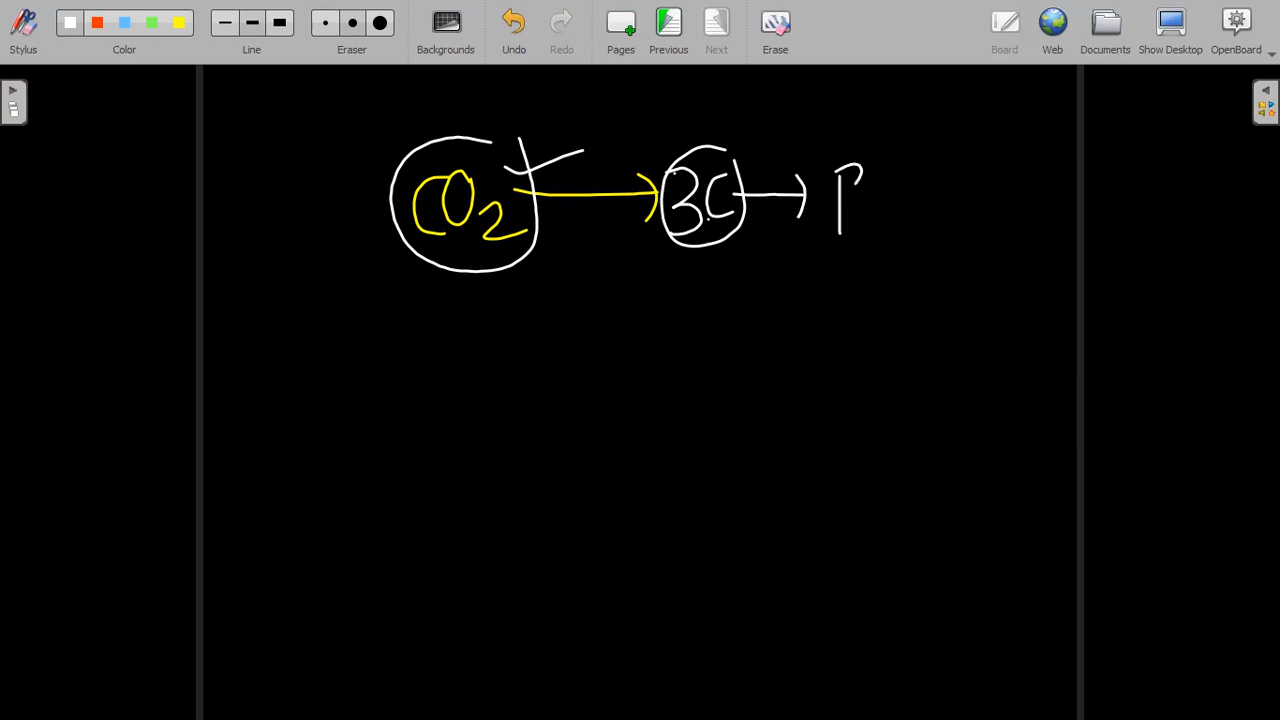 Stylus Color Line Eraser Backgrounds Undo Redo Pages Previous Next Erase Board Web Documents Show Desktop OpenBoard
CO₂ → 3C → P